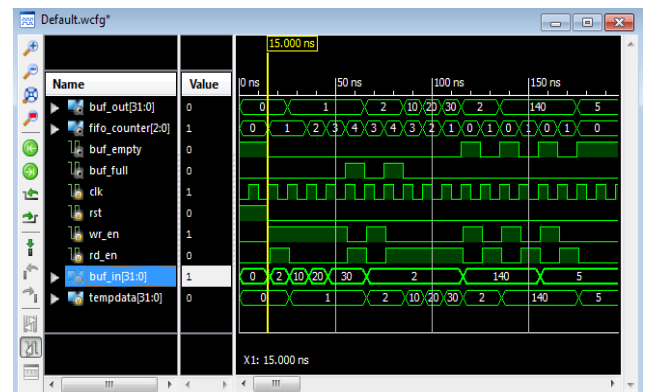 Default.wcfg*
15.000 ns
Name Value 0 ns 50 ns 100 ns 150 ns
buf_out[31:0] 0 0 1 2 10 20 30 2 140 5
fifo_counter[2:0] 1 0 1 2 3 4 3 4 3 2 1 0 1 0 1 0 1 0
buf_empty 0
buf_full 0
clk 1
rst 0
wr_en 1
rd_en 0
buf_in[31:0] 1 0 2 10 20 30 2 140 5
tempdata[31:0] 0 0 1 2 10 20 30 2 140 5
X1: 15.000 ns